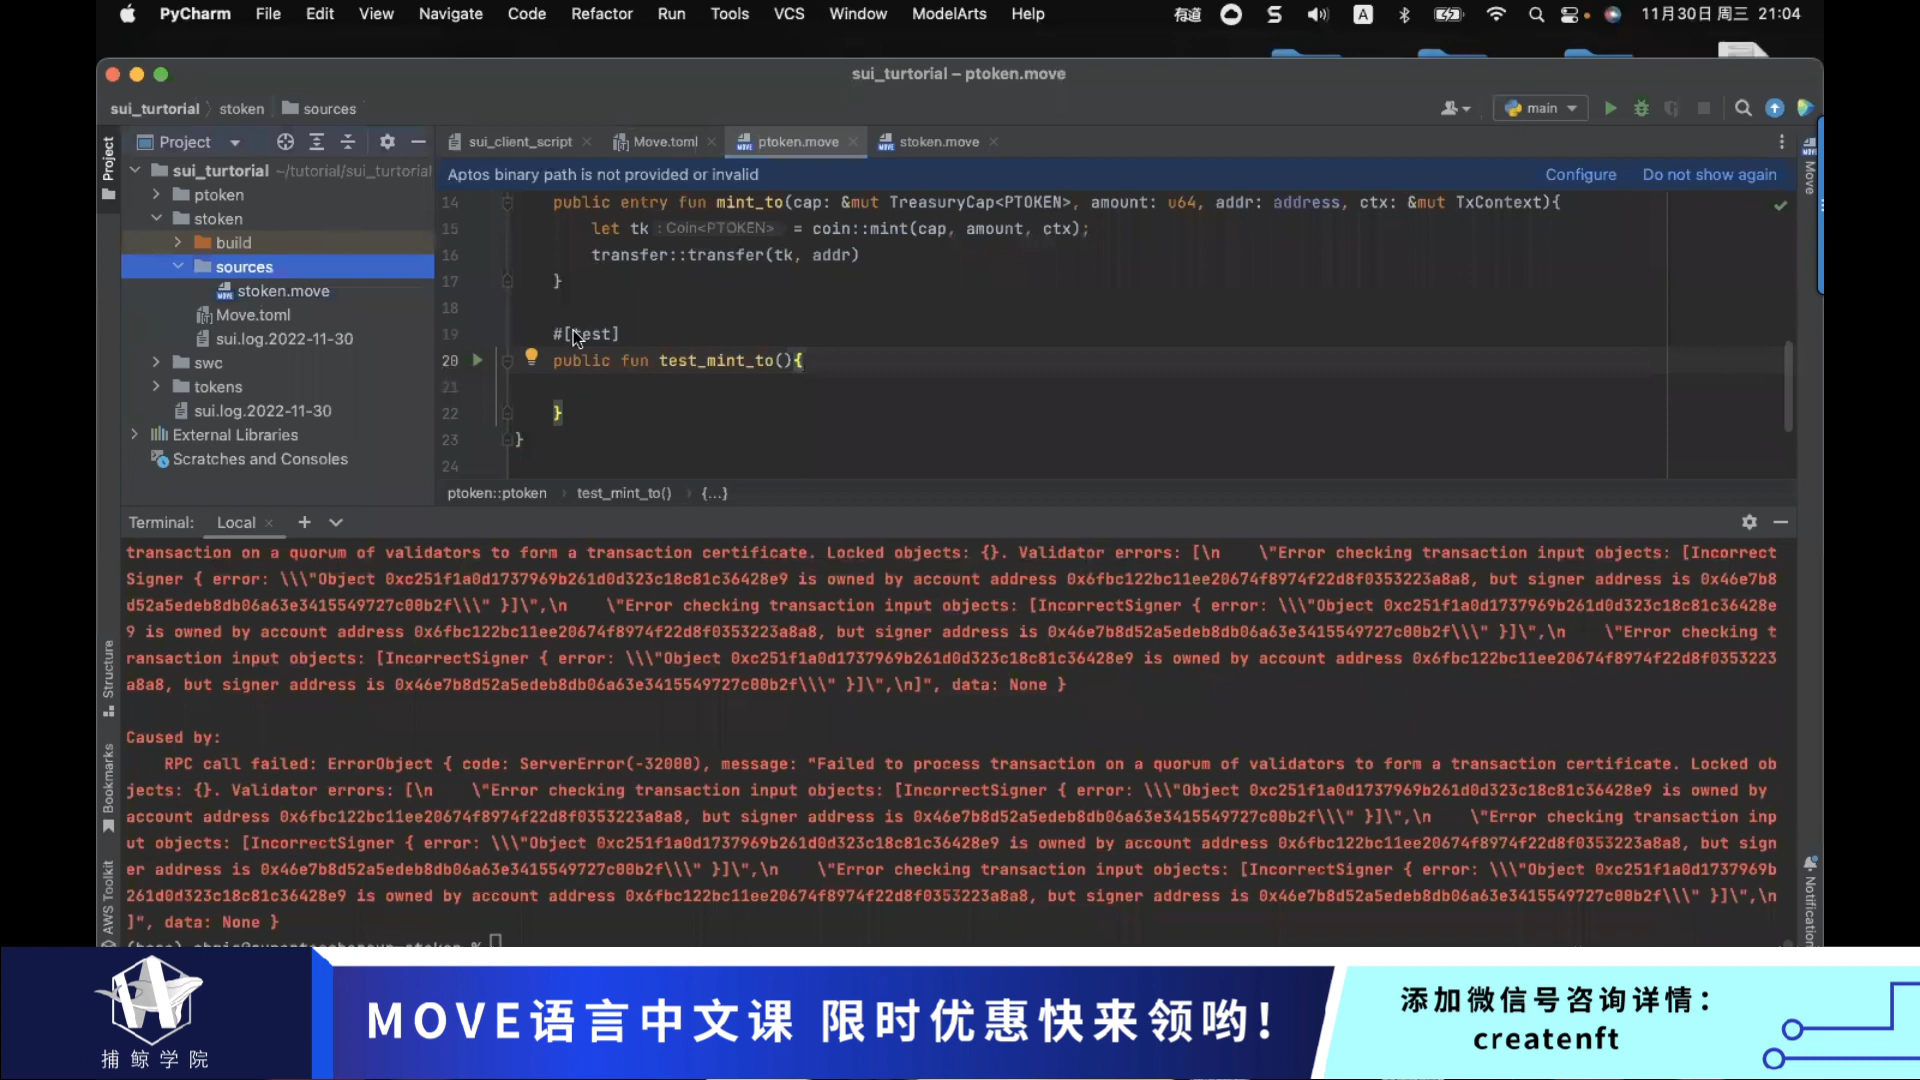 PyCharm File Edit View Navigate Code Refactor Run Tools VCS Window ModelArts Help 有道 A 11月30日 周三 21:04
sui_turtorial – ptoken.move
sui_turtorial stoken sources
main
Project
sui_client_script Move.toml ptoken.move stoken.move
Aptos binary path is not provided or invalid Configure Do not show again
Project
Structure
Bookmarks
AWS Toolkit
sui_turtorial ~/tutorial/sui_turtorial
ptoken
stoken
build
sources
stoken.move
Move.toml
sui.log.2022-11-30
swc
tokens
sui.log.2022-11-30
External Libraries
Scratches and Consoles
14 public entry fun mint_to(cap: &mut TreasuryCap<PTOKEN>, amount: u64, addr: address, ctx: &mut TxContext){
15 let tk : Coin<PTOKEN> = coin::mint(cap, amount, ctx);
16 transfer::transfer(tk, addr)
17 }
18
19 #[test]
20 public fun test_mint_to(){
21
22 }
23 }
24
ptoken::ptoken test_mint_to() {...}
Move
Notifications
Terminal: Local
transaction on a quorum of validators to form a transaction certificate. Locked objects: {}. Validator errors: [\n    \"Error checking transaction input objects: [Incorrect
Signer { error: \\\"Object 0xc251f1a0d1737969b261d0d323c18c81c36428e9 is owned by account address 0x6fbc122bc11ee20674f8974f22d8f0353223a8a8, but signer address is 0x46e7b8
d52a5edeb8db06a63e3415549727c00b2f\\\" }]\",\n    \"Error checking transaction input objects: [IncorrectSigner { error: \\\"Object 0xc251f1a0d1737969b261d0d323c18c81c36428e
9 is owned by account address 0x6fbc122bc11ee20674f8974f22d8f0353223a8a8, but signer address is 0x46e7b8d52a5edeb8db06a63e3415549727c00b2f\\\" }]\",\n    \"Error checking t
ransaction input objects: [IncorrectSigner { error: \\\"Object 0xc251f1a0d1737969b261d0d323c18c81c36428e9 is owned by account address 0x6fbc122bc11ee20674f8974f22d8f0353223
a8a8, but signer address is 0x46e7b8d52a5edeb8db06a63e3415549727c00b2f\\\" }]\",\n]", data: None }
Caused by:
RPC call failed: ErrorObject { code: ServerError(-32000), message: "Failed to process transaction on a quorum of validators to form a transaction certificate. Locked ob
jects: {}. Validator errors: [\n    \"Error checking transaction input objects: [IncorrectSigner { error: \\\"Object 0xc251f1a0d1737969b261d0d323c18c81c36428e9 is owned by
account address 0x6fbc122bc11ee20674f8974f22d8f0353223a8a8, but signer address is 0x46e7b8d52a5edeb8db06a63e3415549727c00b2f\\\" }]\",\n    \"Error checking transaction inp
ut objects: [IncorrectSigner { error: \\\"Object 0xc251f1a0d1737969b261d0d323c18c81c36428e9 is owned by account address 0x6fbc122bc11ee20674f8974f22d8f0353223a8a8, but sign
er address is 0x46e7b8d52a5edeb8db06a63e3415549727c00b2f\\\" }]\",\n    \"Error checking transaction input objects: [IncorrectSigner { error: \\\"Object 0xc251f1a0d1737969b
261d0d323c18c81c36428e9 is owned by account address 0x6fbc122bc11ee20674f8974f22d8f0353223a8a8, but signer address is 0x46e7b8d52a5edeb8db06a63e3415549727c00b2f\\\" }]\",\n
]", data: None }
捕鲸学院
MOVE语言中文课 限时优惠快来领哟!
添加微信号咨询详情:
createnft